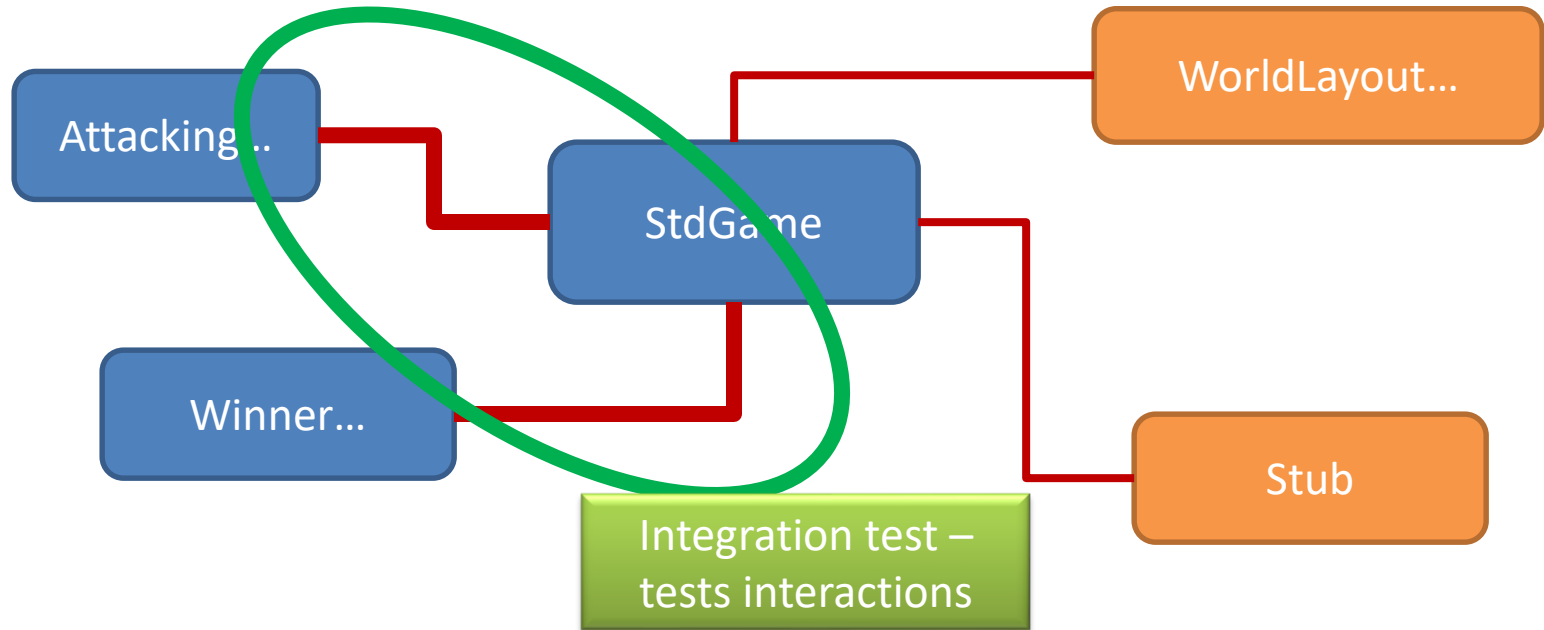 WorldLayout…
Attacking…
StdGame
Winner…
Stub
Integration test –
tests interactions